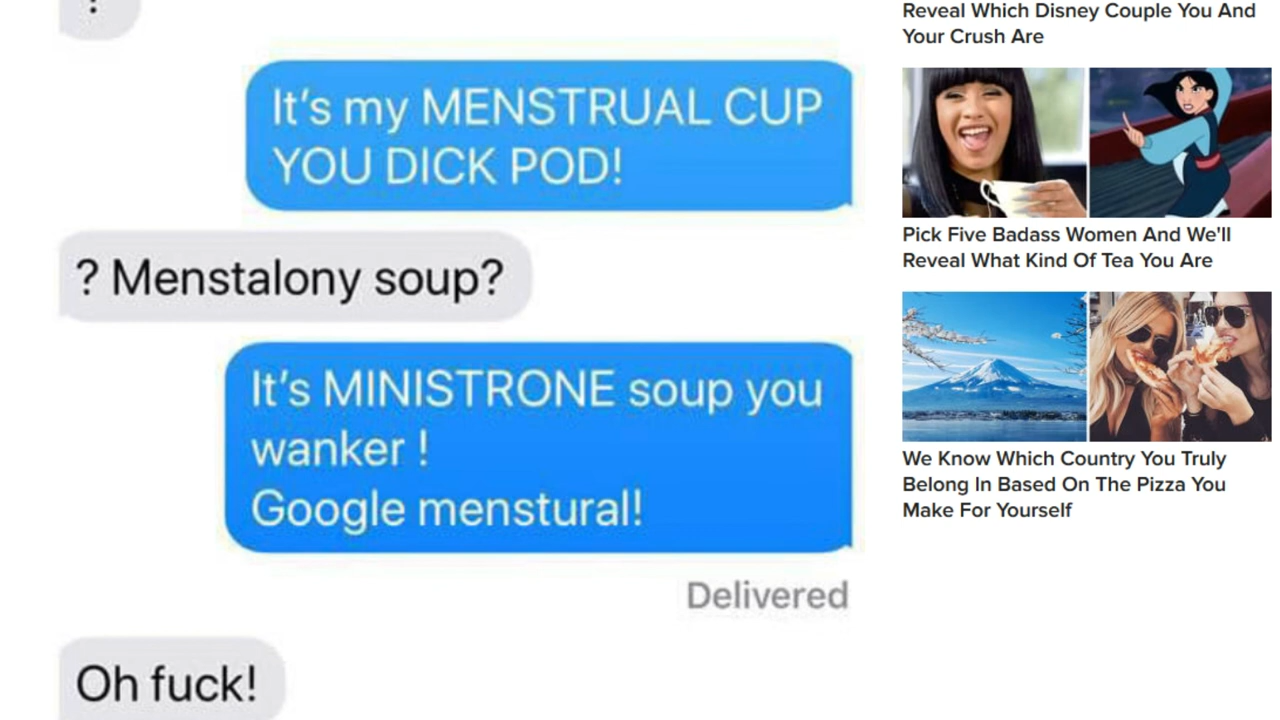 ?
It's my MENSTRUAL CUP
YOU DICK POD!
? Menstalony soup?
It's MINISTRONE soup you
wanker !
Google menstural!
Delivered
Oh fuck!
Reveal Which Disney Couple You And
Your Crush Are
Pick Five Badass Women And We'll
Reveal What Kind Of Tea You Are
We Know Which Country You Truly
Belong In Based On The Pizza You
Make For Yourself